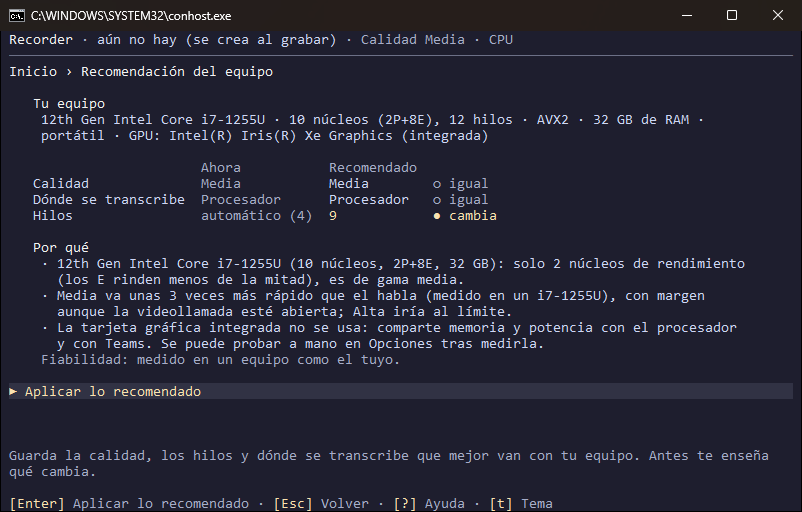 C:\WINDOWS\SYSTEM32\conhost.exe
Recorder · aún no hay (se crea al grabar) · Calidad Media · CPU
Inicio › Recomendación del equipo
Tu equipo
12th Gen Intel Core i7-1255U · 10 núcleos (2P+8E), 12 hilos · AVX2 · 32 GB de RAM ·
portátil · GPU: Intel(R) Iris(R) Xe Graphics (integrada)
Ahora Recomendado
Calidad Media Media o igual
Dónde se transcribe Procesador Procesador o igual
Hilos automático (4) 9 • cambia
Por qué
· 12th Gen Intel Core i7-1255U (10 núcleos, 2P+8E, 32 GB): solo 2 núcleos de rendimiento
(los E rinden menos de la mitad), es de gama media.
· Media va unas 3 veces más rápido que el habla (medido en un i7-1255U), con margen
aunque la videollamada esté abierta; Alta iría al límite.
· La tarjeta gráfica integrada no se usa: comparte memoria y potencia con el procesador
y con Teams. Se puede probar a mano en Opciones tras medirla.
Fiabilidad: medido en un equipo como el tuyo.
► Aplicar lo recomendado
Guarda la calidad, los hilos y dónde se transcribe que mejor van con tu equipo. Antes te enseña
qué cambia.
[Enter] Aplicar lo recomendado · [Esc] Volver · [?] Ayuda · [t] Tema